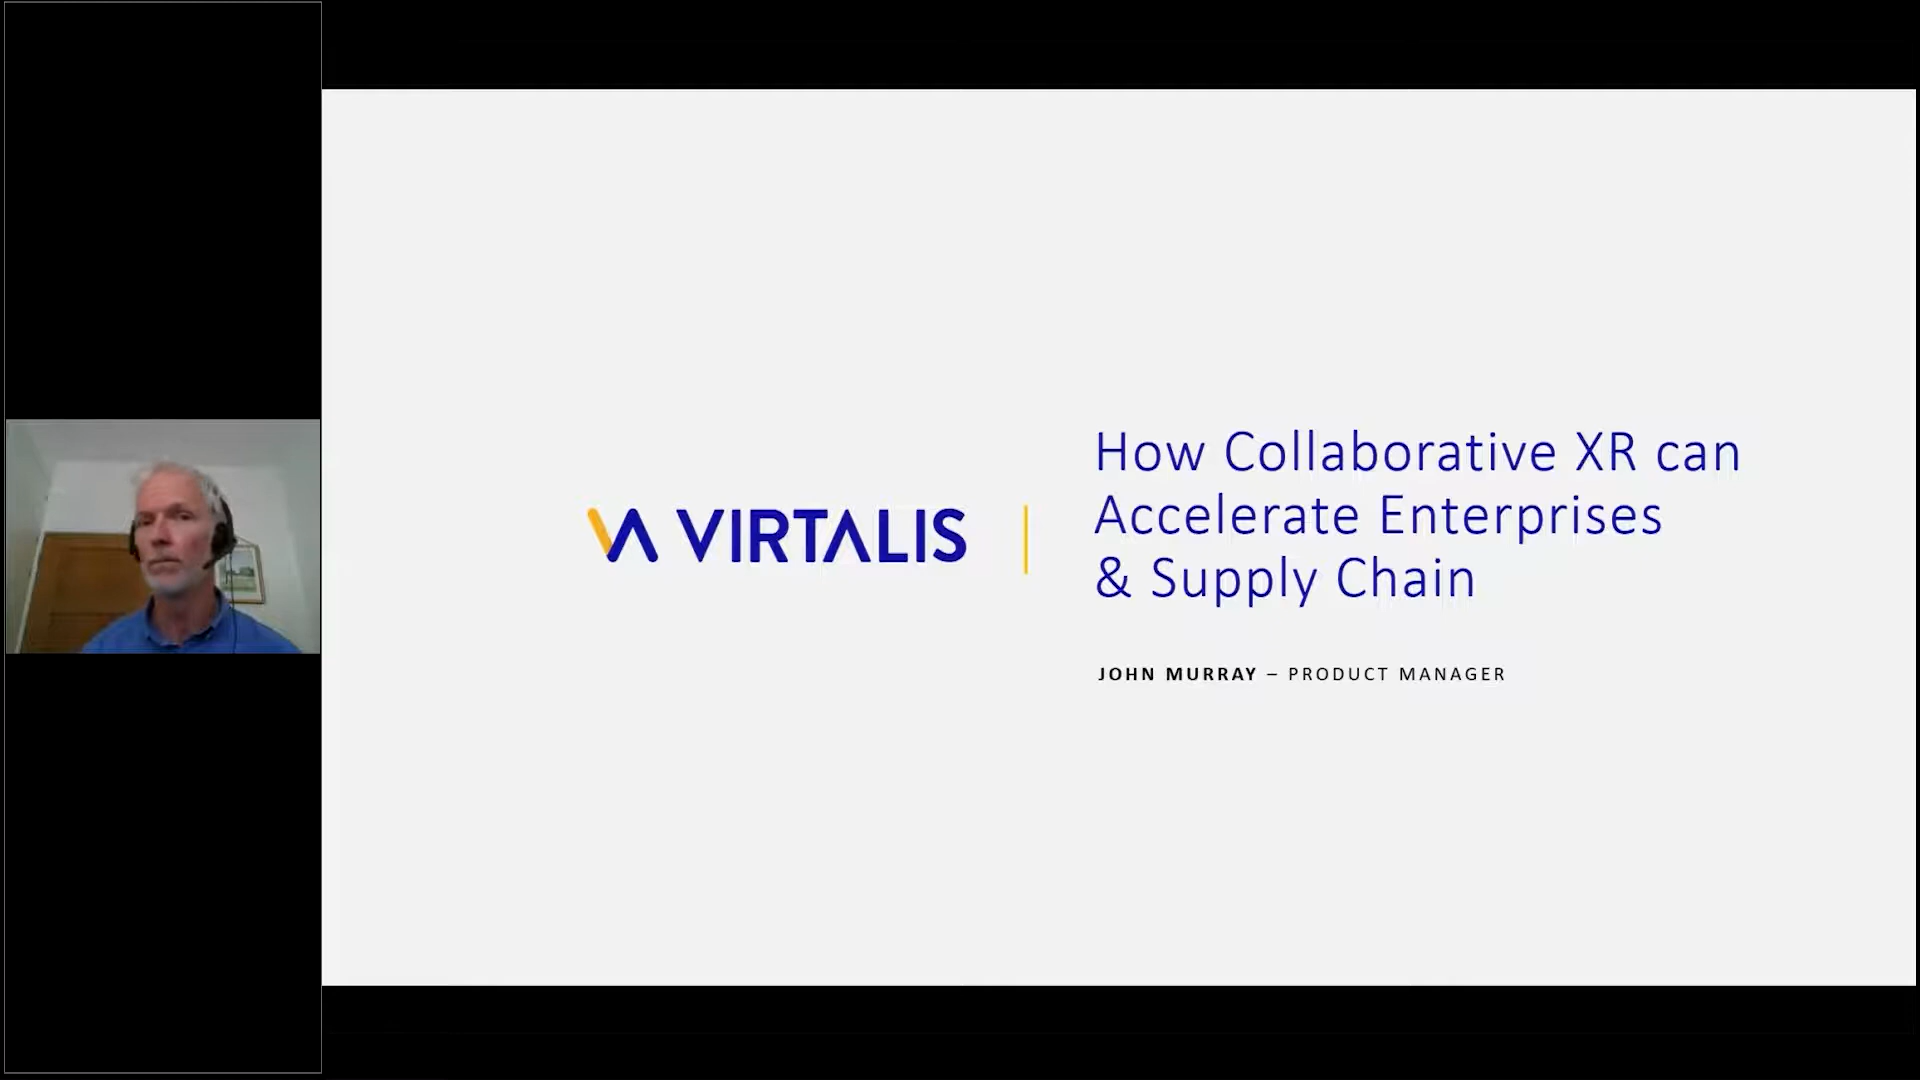 VIRTALIS
How Collaborative XR can
Accelerate Enterprises
& Supply Chain
JOHN MURRAY – PRODUCT MANAGER